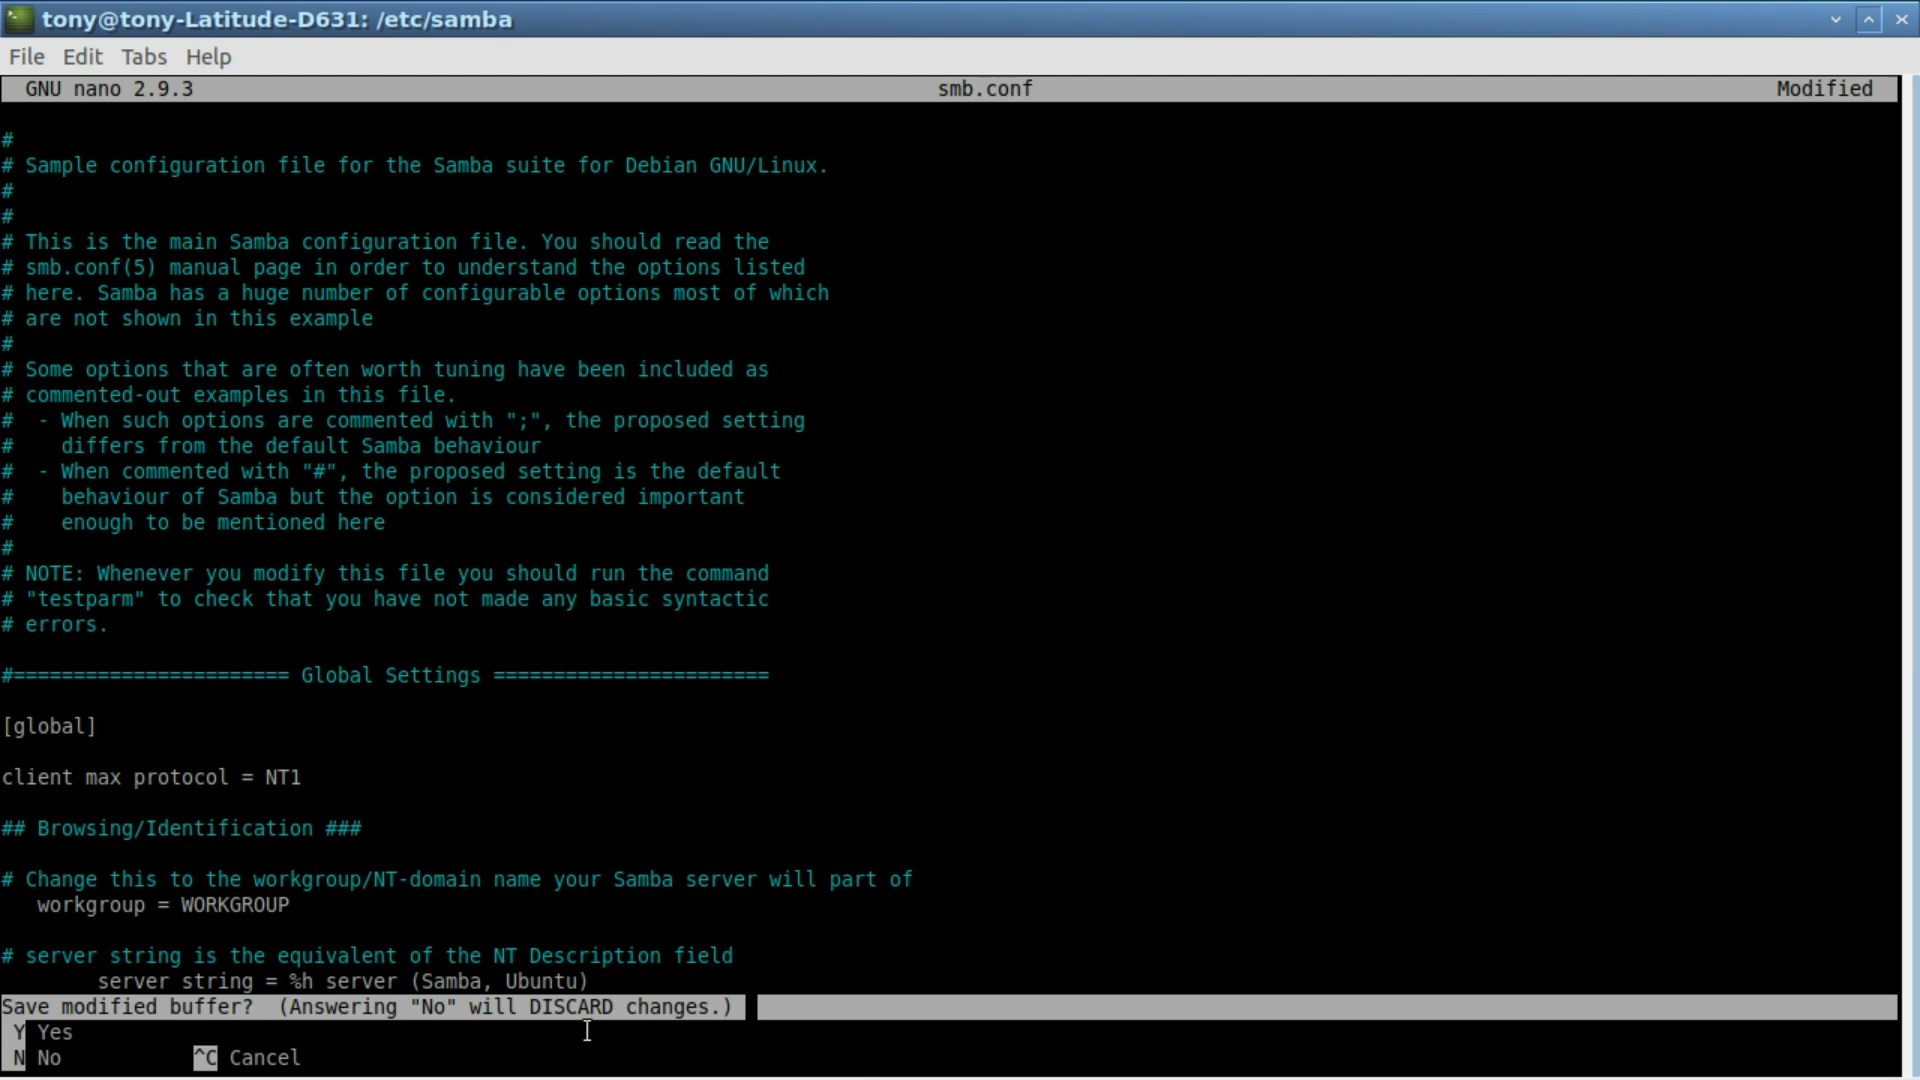 tony@tony-Latitude-D631: /etc/samba
File Edit Tabs Help
GNU nano 2.9.3 smb.conf Modified
#
# Sample configuration file for the Samba suite for Debian GNU/Linux.
#
#
# This is the main Samba configuration file. You should read the
# smb.conf(5) manual page in order to understand the options listed
# here. Samba has a huge number of configurable options most of which
# are not shown in this example
#
# Some options that are often worth tuning have been included as
# commented-out examples in this file.
#  - When such options are commented with ";", the proposed setting
#    differs from the default Samba behaviour
#  - When commented with "#", the proposed setting is the default
#    behaviour of Samba but the option is considered important
#    enough to be mentioned here
#
# NOTE: Whenever you modify this file you should run the command
# "testparm" to check that you have not made any basic syntactic
# errors.
#======================= Global Settings =======================
[global]
client max protocol = NT1
## Browsing/Identification ###
# Change this to the workgroup/NT-domain name your Samba server will part of
   workgroup = WORKGROUP
# server string is the equivalent of the NT Description field
        server string = %h server (Samba, Ubuntu)
Save modified buffer?  (Answering "No" will DISCARD changes.)
Y Yes
N No ^C Cancel